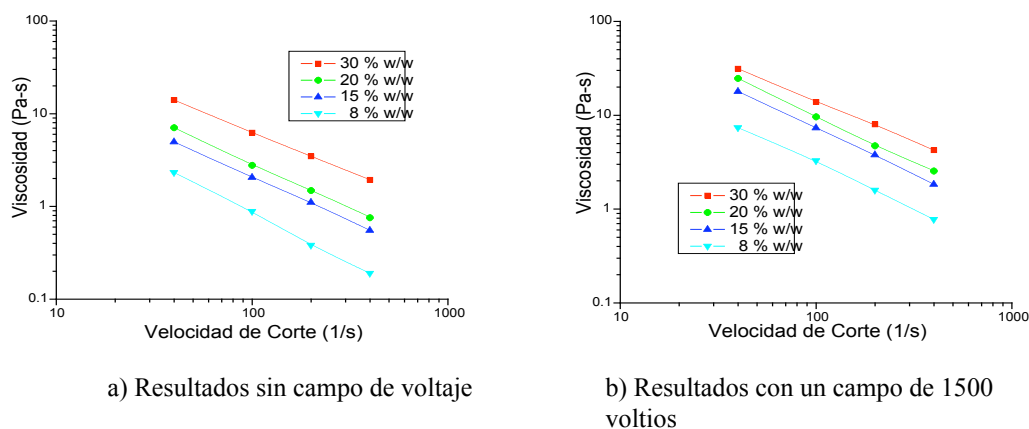 100
10
1
0.1
10
100
1000
Viscosidad (Pa-s)
Velocidad de Corte (1/s)
30 % w/w
20 % w/w
15 % w/w
8 % w/w
a) Resultados sin campo de voltaje
100
10
1
0.1
10
100
1000
Viscosidad (Pa-s)
Velocidad de Corte (1/s)
30 % w/w
20 % w/w
15 % w/w
8 % w/w
b) Resultados con un campo de 1500
voltios